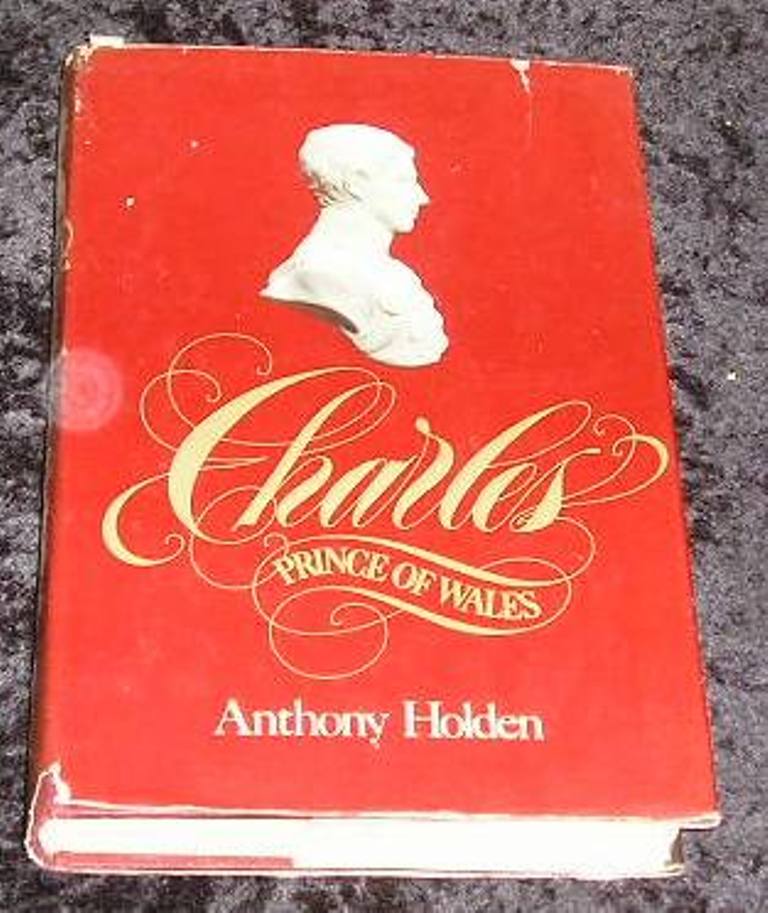 Charles
PRINCE OF WALES
Anthony Holden